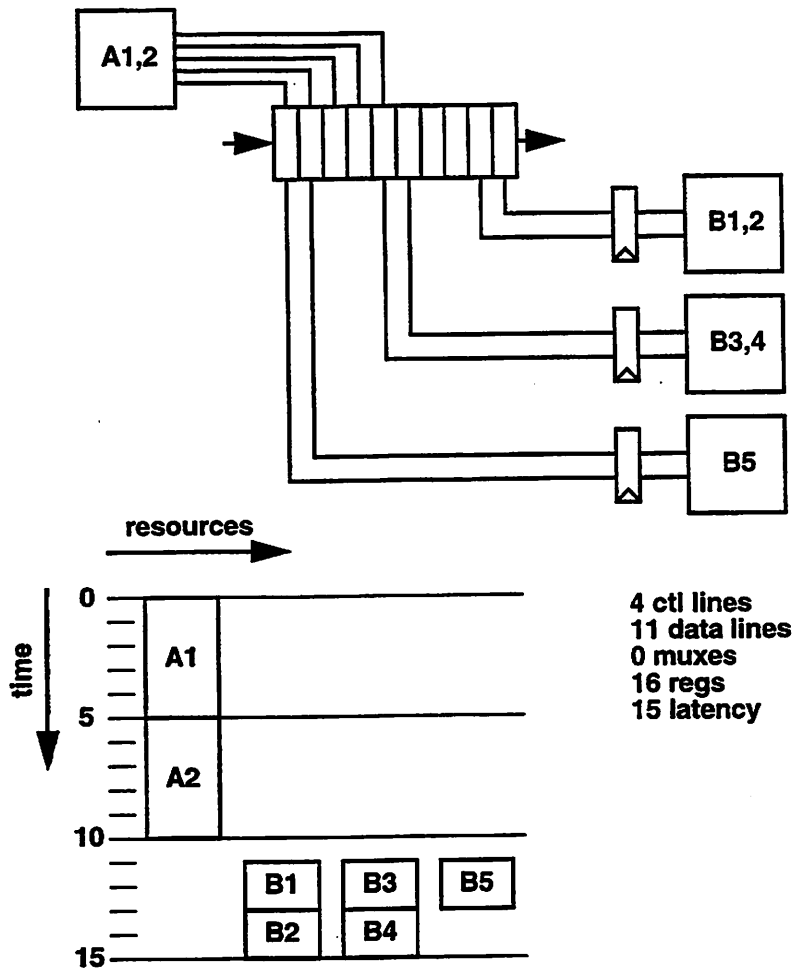 A1,2
B1,2
B3,4
B5
resources
time
0
5
10
15
A1
A2
B1
B3
B5
B2
B4
4 ctl lines
11 data lines
0 muxes
16 regs
15 latency